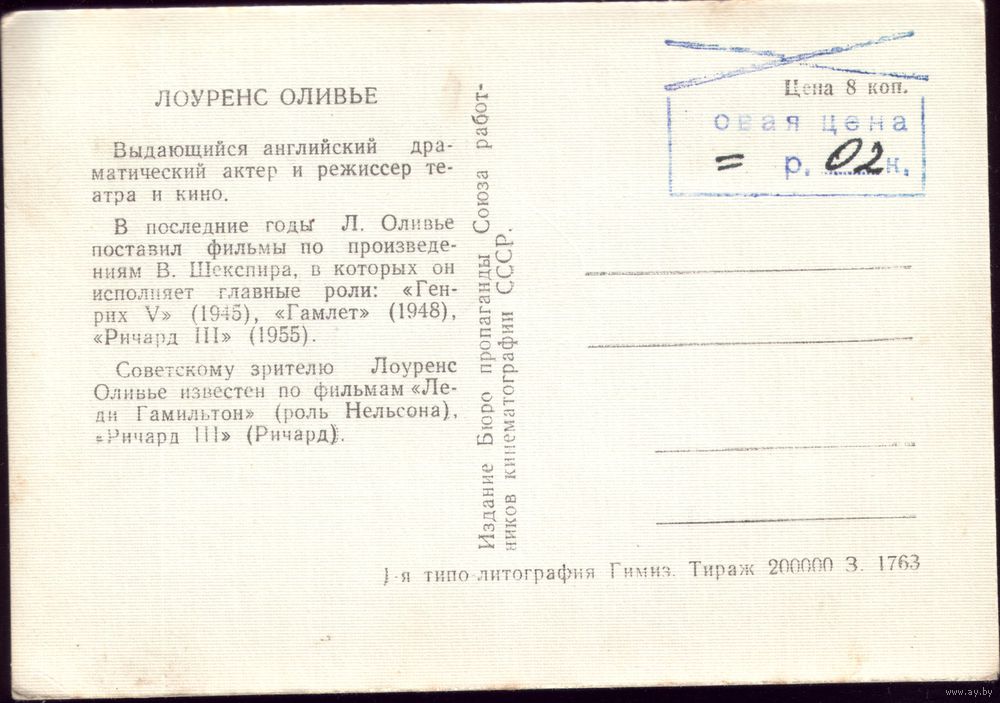 ЛОУРЕНС ОЛИВЬЕ
Выдающийся английский дра-
матический актер и режиссер те-
атра и кино.
В последние годы Л. Оливье
поставил фильмы по произведе-
ниям В. Шекспира, в которых он
исполняет главные роли: «Ген-
рих V» (1945), «Гамлет» (1948),
«Ричард III» (1955).
Советскому зрителю Лоуренс
Оливье известен по фильмам «Ле-
ди Гамильтон» (роль Нельсона),
«Ричард III» (Ричард).
Издание Бюро пропаганды Союза работ-
ников кинематографии СССР.
Цена 8 коп.
овая цена
= р. 02 к.
1-я типо-литография Гимиз. Тираж 200000 З. 1763
www.ay.by